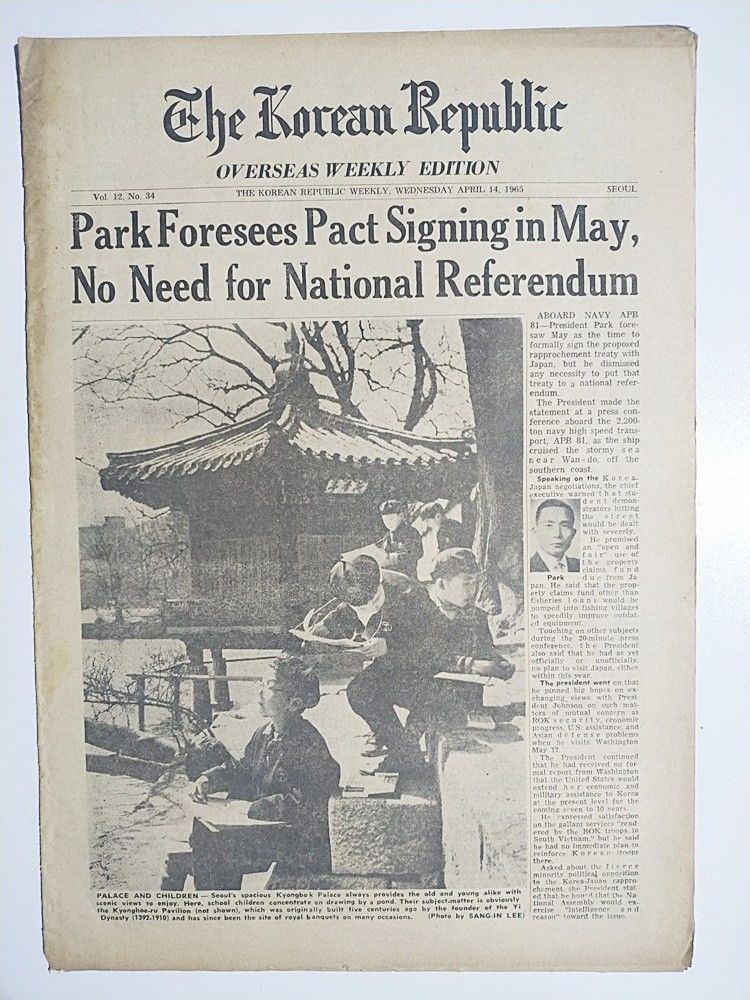 The Korean Republic
OVERSEAS WEEKLY EDITION
Vol. 12, No. 34 THE KOREAN REPUBLIC WEEKLY, WEDNESDAY APRIL 14, 1965 SEOUL
Park Foresees Pact Signing in May,
No Need for National Referendum
ABOARD NAVY APB
81—President Park fore-
saw May as the time to
formally sign the proposed
rapprochement treaty with
Japan, but he dismissed
any necessity to put that
treaty to a national refer-
endum.
The President made the
statement at a press con-
ference aboard the 2,200-
ton navy high speed trans-
port, APB 81, as the ship
cruised the stormy sea
near Wan-do, off the
southern coast.
Speaking on the Korea-
Japan negotiations, the chief
executive warned that stu-
dent demon-
strators hitting
the street
would be dealt
with severely.
He promised
an "open and
fair" use of
the property
claims fund
due from Ja-
Park
pan. He said that the prop-
erty claims fund other than
fisheries loans would be
pumped into fishing villages
to speedily improve outdat-
ed equipment.
Touching on other subjects
during the 20-minute press
conference, the President
also said that he had as yet
officially or unofficially,
no plan to visit Japan, either
within this year.
The president went on that
he pinned big hopes on ex-
changing views with Presi-
dent Johnson on such mat-
ters of mutual concern as
ROK security, economic
progress, U.S. assistance, and
Asian defense problems
when he visits Washington
May 17.
The President continued
that he had received no for-
mal report from Washington
that the United States would
extend her economic and
military assistance to Korea
at the present level for the
coming seven to 10 years.
He expressed satisfaction
on the gallant services "rend-
ered by the ROK troops in
South Vietnam," but he said
he had no immediate plan to
reinforce Korean troops
there.
Asked about the fierce
minority political opposition
to the Korea-Japan rappro-
chement, the President stat-
ed that he hoped that the Na-
tional Assembly would ex-
ercise "intelligence and
reason" toward the issue.
PALACE AND CHILDREN — Seoul's spacious Kyongbok Palace always provides the old and young alike with
scenic views to enjoy. Here, school children concentrate on drawing by a pond. Their subject-matter is obviously
the Kyonghoe-ru Pavilion (not shown), which was originally built five centuries ago by the founder of the Yi
Dynasty (1392-1910) and has since been the site of royal banquets on many occasions. (Photo by SANG-IN LEE)